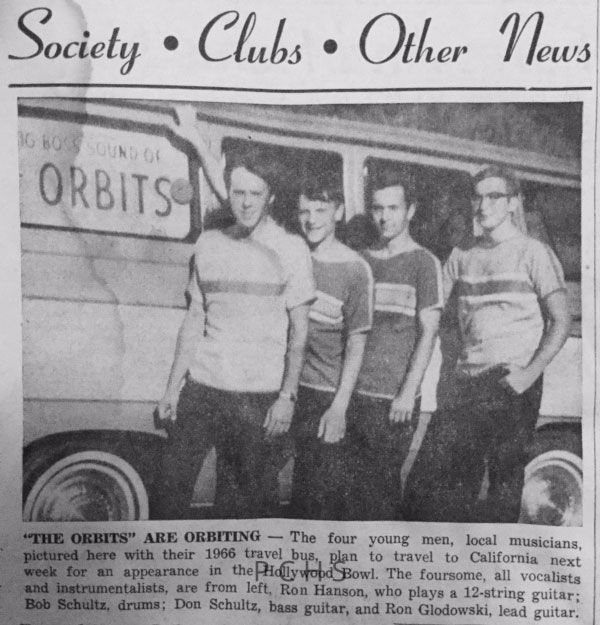 Society • Clubs • Other News
IG BOSS SOUND OF
ORBITS
"THE ORBITS" ARE ORBITING — The four young men, local musicians,
pictured here with their 1966 travel bus, plan to travel to California next
week for an appearance in the Hollywood Bowl. The foursome, all vocalists
and instrumentalists, are from left, Ron Hanson, who plays a 12-string guitar;
Bob Schultz, drums; Don Schultz, bass guitar, and Ron Glodowski, lead guitar.
PCHS